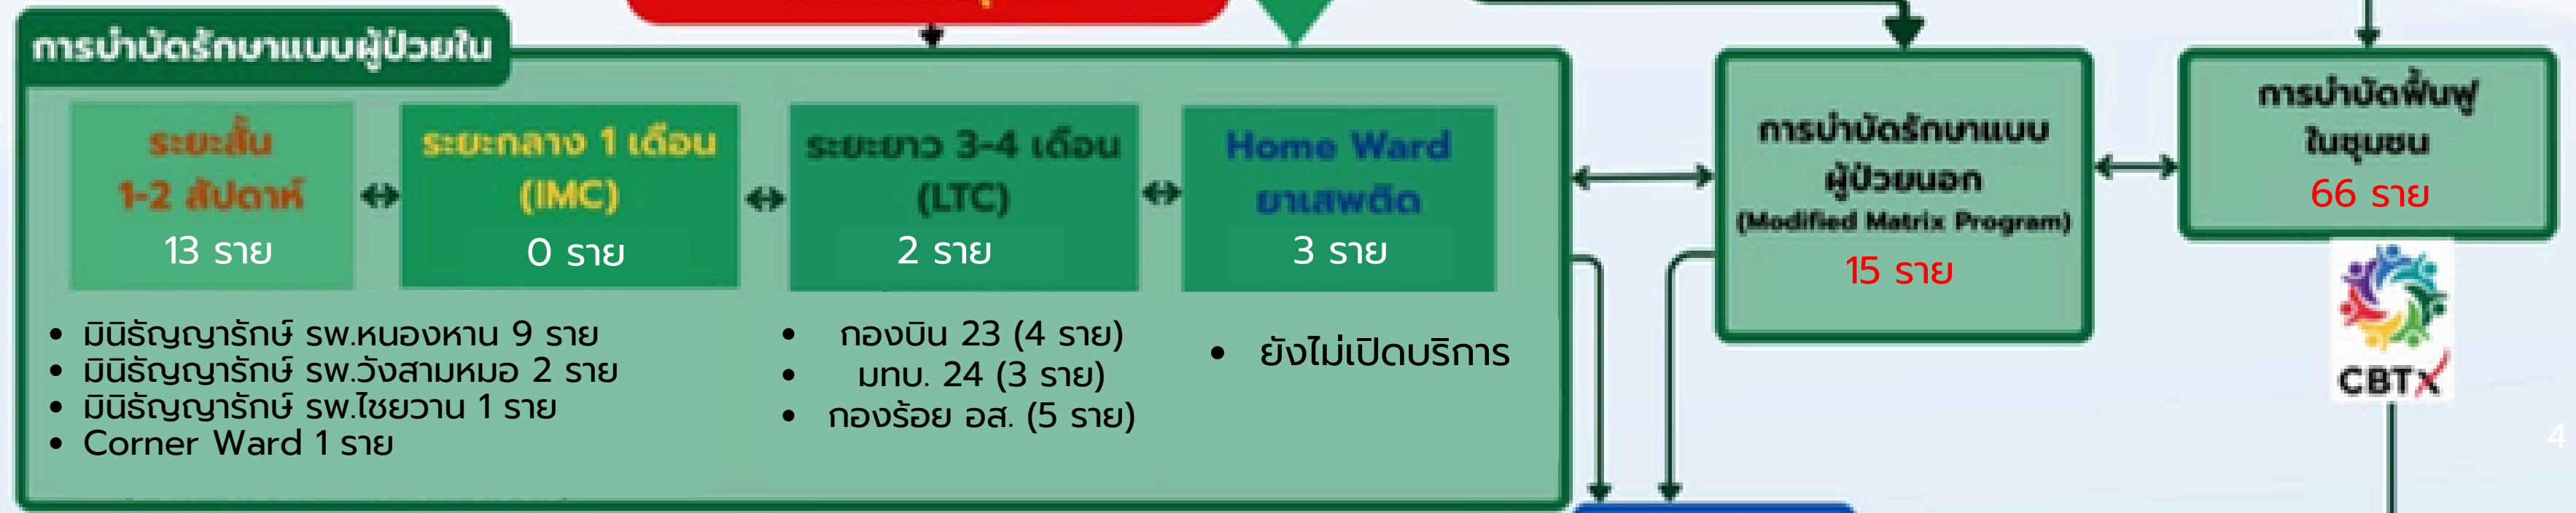 การบำบัดรักษาแบบผู้ป่วยใน
ระยะสั้น
1-2 สัปดาห์
13 ราย
ระยะกลาง 1 เดือน
(IMC)
0 ราย
ระยะยาว 3-4 เดือน
(LTC)
2 ราย
Home Ward
ยาเสพติด
3 ราย
• มินิธัญญารักษ์ รพ.หนองหาน 9 ราย
• มินิธัญญารักษ์ รพ.วังสามหมอ 2 ราย
• มินิธัญญารักษ์ รพ.ไชยวาน 1 ราย
• Corner Ward 1 ราย
• กองบิน 23 (4 ราย)
• มทบ. 24 (3 ราย)
• กองร้อย อส. (5 ราย)
• ยังไม่เปิดบริการ
การบำบัดรักษาแบบ
ผู้ป่วยนอก
(Modified Matrix Program)
15 ราย
การบำบัดฟื้นฟู
ในชุมชน
66 ราย
CBTx
4